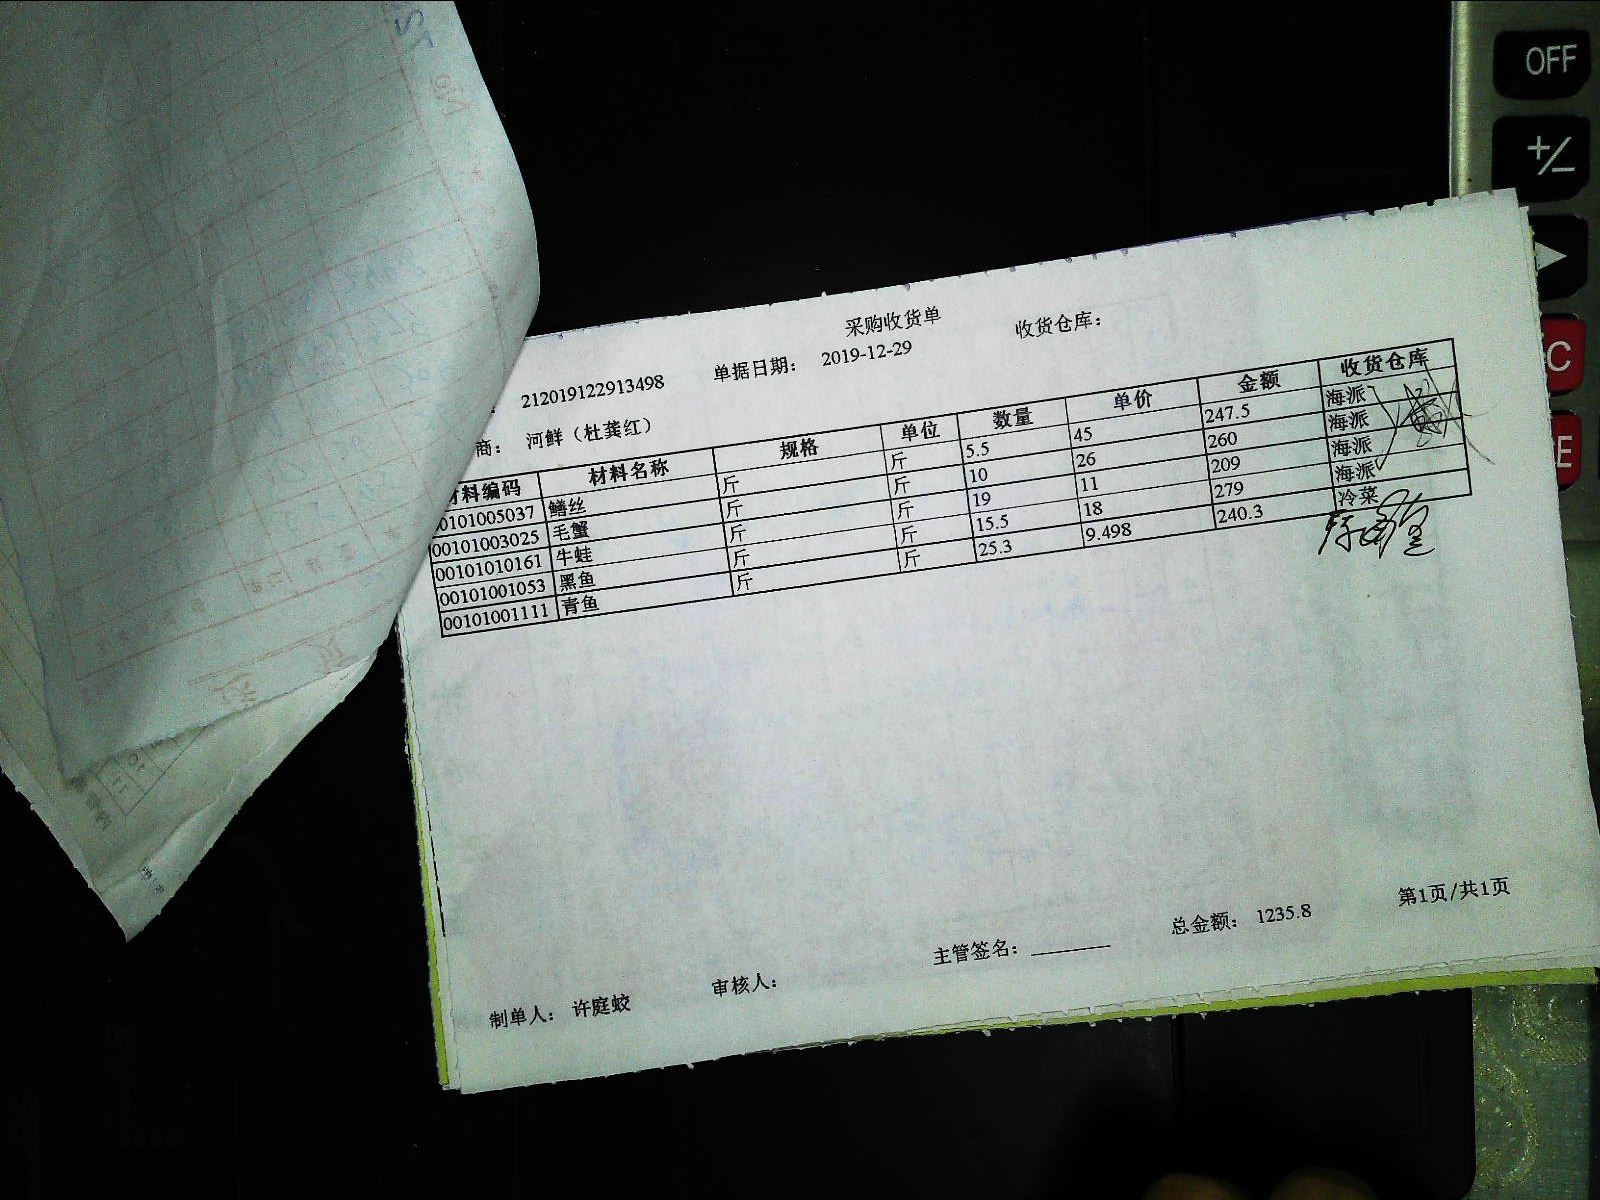 采购收货单
212019122913498 单据日期： 2019-12-29 收货仓库：
商： 河鲜（杜龚红）
材料编码 材料名称 规格 单位 数量 单价 金额 收货仓库
0101005037 鳝丝 斤 斤 5.5 45 247.5 海派
00101003025 毛蟹 斤 斤 10 26 260 海派
00101010161 牛蛙 斤 斤 19 11 209 海派
00101001053 黑鱼 斤 斤 15.5 18 279 海派
00101001111 青鱼 斤 斤 25.3 9.498 240.3 冷菜
制单人： 许庭蛟 审核人： 主管签名： 总金额： 1235.8 第1页/共1页
OFF
+/−
C
E